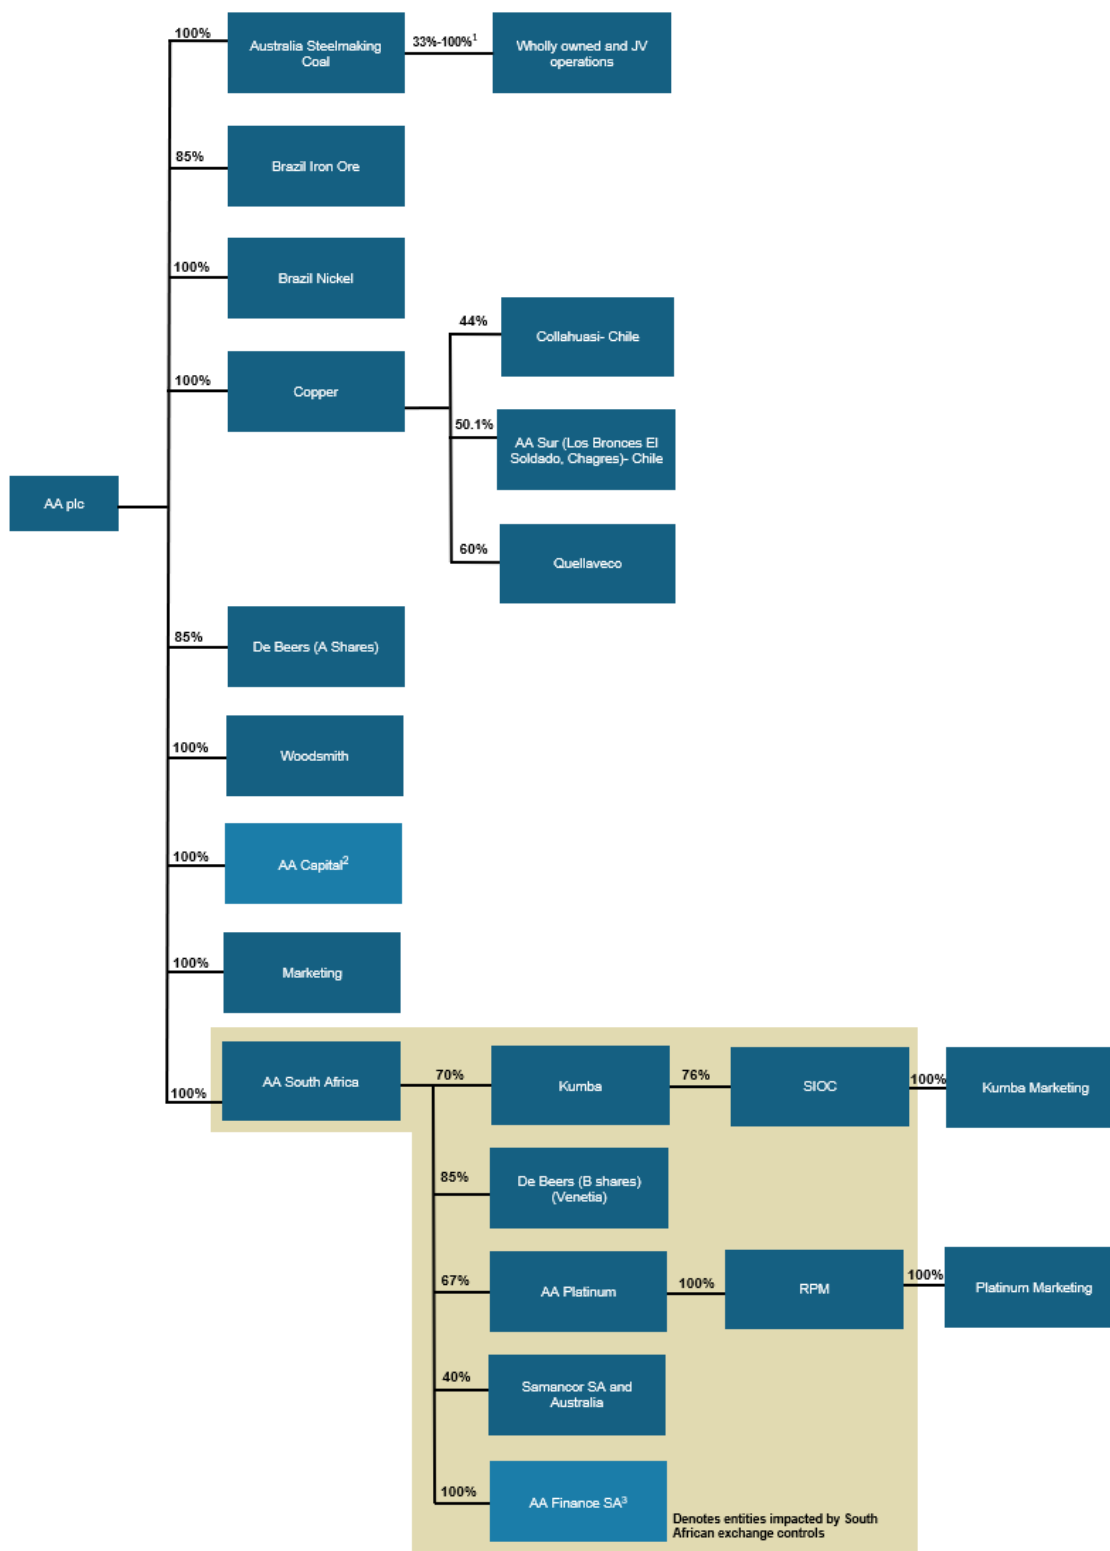 100%
Australia Steelmaking
Coal
33%-100%1
Wholly owned and JV
operations
85%
Brazil Iron Ore
100%
Brazil Nickel
100%
Copper
44%
Collahuasi- Chile
50.1%
AA Sur (Los Bronces El
Soldado, Chagres)- Chile
60%
Quellaveco
AA plc
85%
De Beers (A Shares)
100%
Woodsmith
100%
AA Capital2
100%
Marketing
100%
AA South Africa
70%
Kumba
76%
SIOC
100%
Kumba Marketing
85%
De Beers (B shares)
(Venetia)
67%
AA Platinum
100%
RPM
100%
Platinum Marketing
40%
Samancor SA and
Australia
100%
AA Finance SA3
Denotes entities impacted by South
African exchange controls